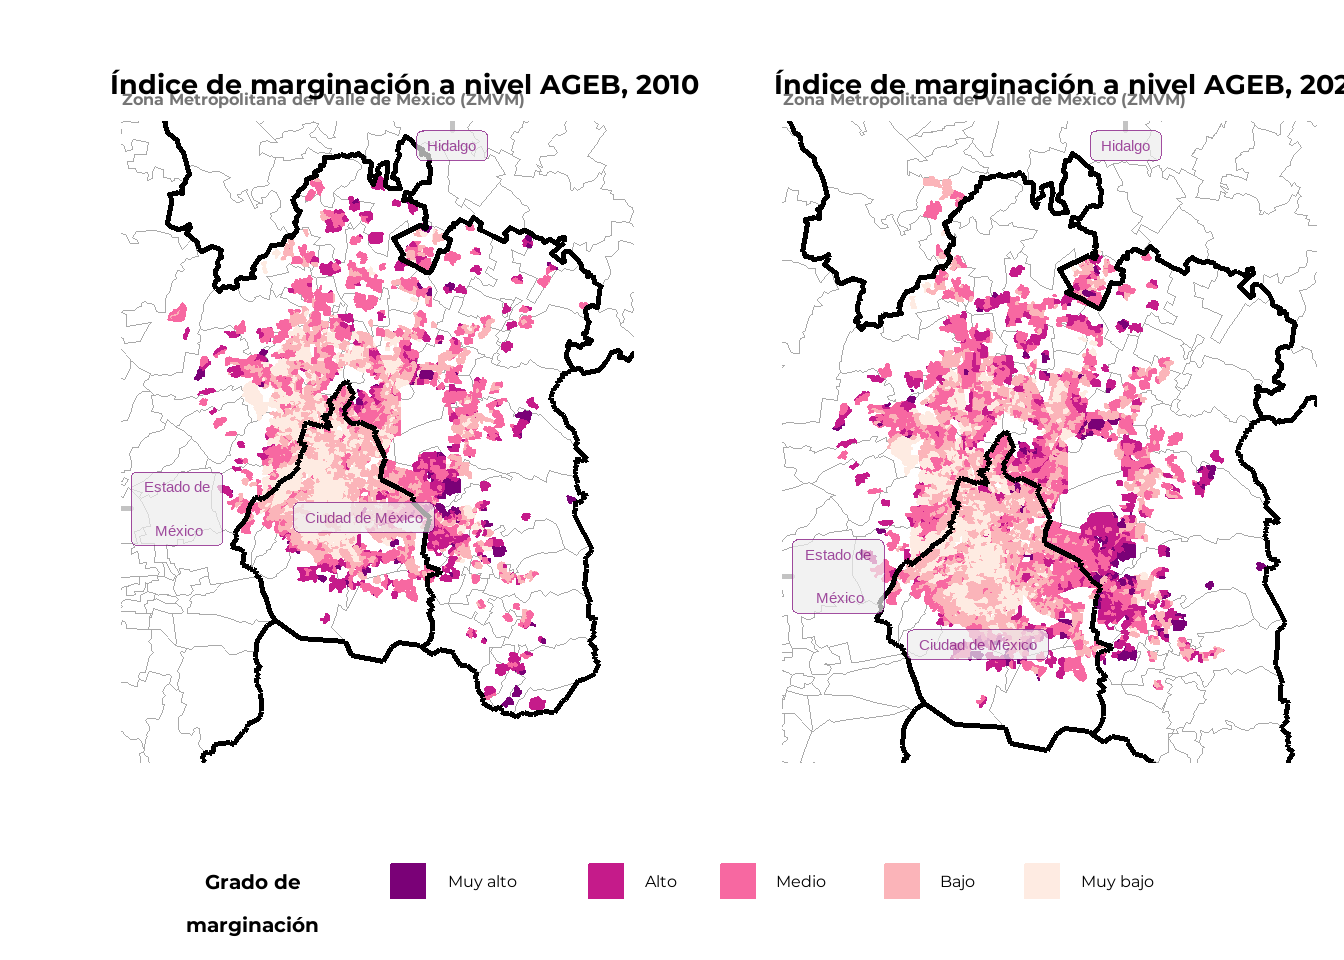 Índice de marginación a nivel AGEB, 2010
Zona Metropolitana del Valle de México (ZMVM)
Hidalgo
Estado de
México
Ciudad de México
Índice de marginación a nivel AGEB, 202
Zona Metropolitana del Valle de México (ZMVM)
Hidalgo
Estado de
México
Ciudad de México
Grado de
marginación
Muy alto
Alto
Medio
Bajo
Muy bajo